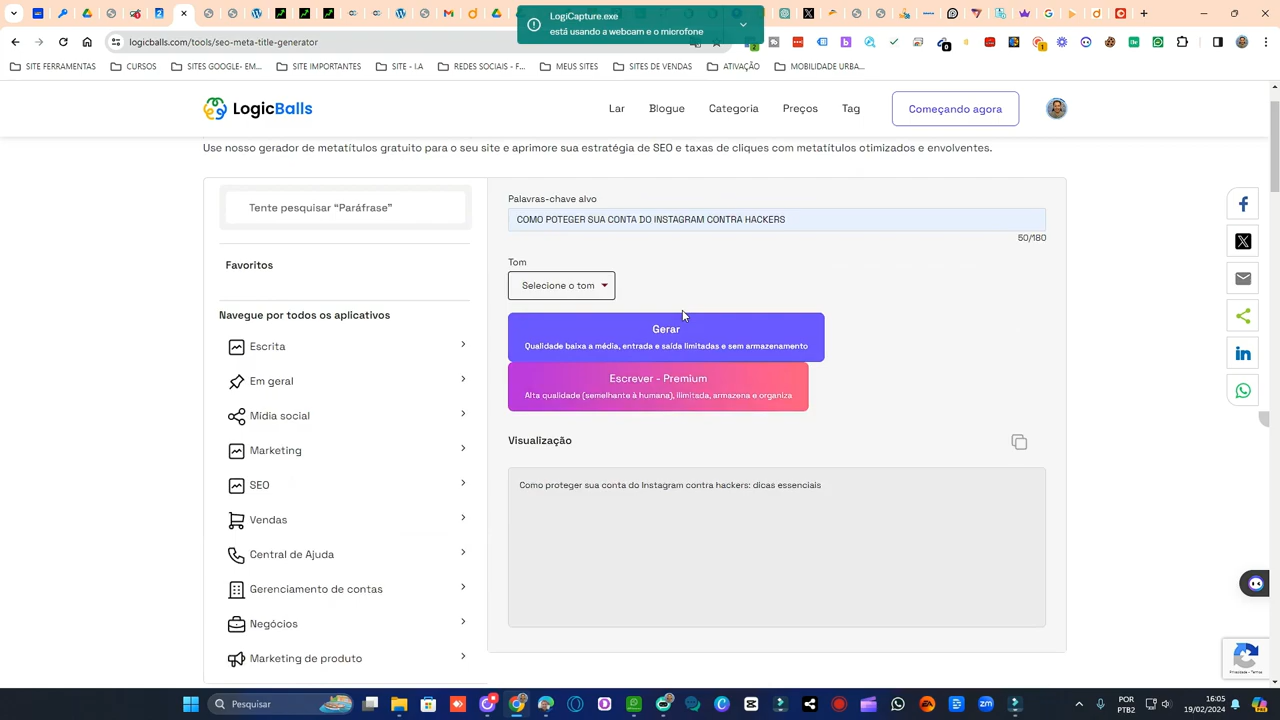 LogiCapture.exe
está usando a webcam e o microfone
logicballs.com/tools/seo-meta-title-generator
SITE FERRAMENTAS
CURSOS
SITES GOOGLE- EM...
SITE IMPORTANTES
SITE - I.A
REDES SOCIAIS - F...
MEUS SITES
SITES DE VENDAS
ATIVAÇÃO
MOBILIDADE URBA...
LogicBalls
Lar
Blogue
Categoria
Preços
Tag
Começando agora
Use nosso gerador de metatítulos gratuito para o seu site e aprimore sua estratégia de SEO e taxas de cliques com metatítulos otimizados e envolventes.
Tente pesquisar “Paráfrase”
Favoritos
Navegue por todos os aplicativos
Escrita
Em geral
Mídia social
Marketing
SEO
Vendas
Central de Ajuda
Gerenciamento de contas
Negócios
Marketing de produto
Palavras-chave alvo
COMO POTEGER SUA CONTA DO INSTAGRAM CONTRA HACKERS
50/180
Tom
Selecione o tom
Gerar
Qualidade baixa a média, entrada e saída limitadas e sem armazenamento
Escrever - Premium
Alta qualidade (semelhante à humana), ilimitada, armazena e organiza
Visualização
Como proteger sua conta do Instagram contra hackers: dicas essenciais
Pesquisar
POR
PTB2
16:05
19/02/2024